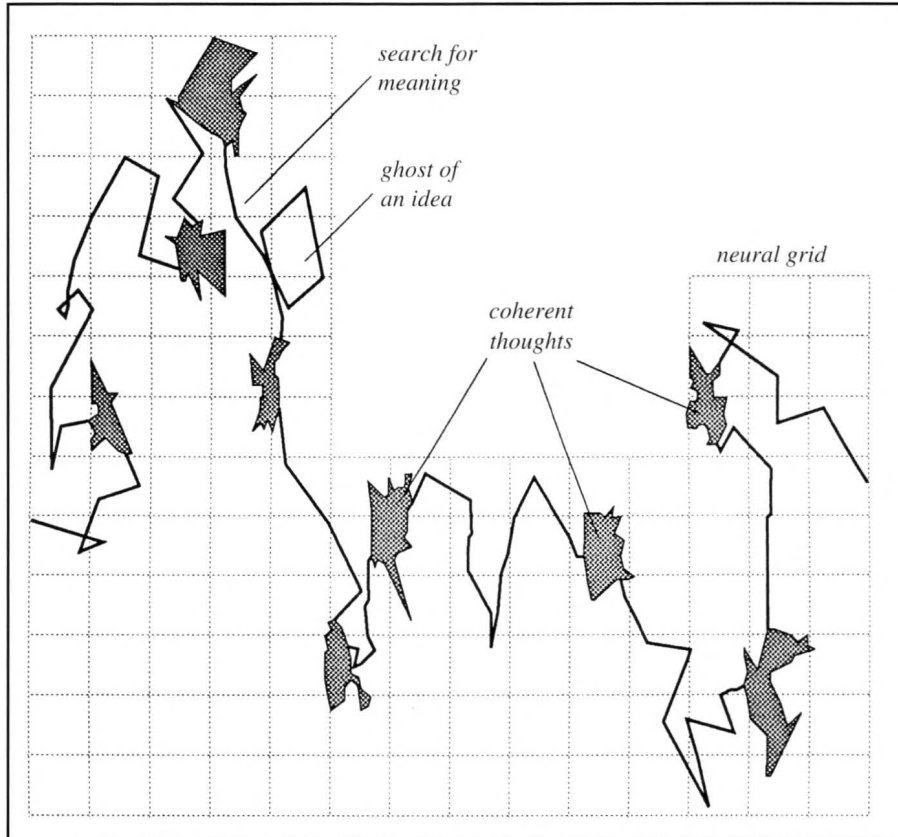 search for
meaning
ghost of
an idea
neural grid
coherent
thoughts